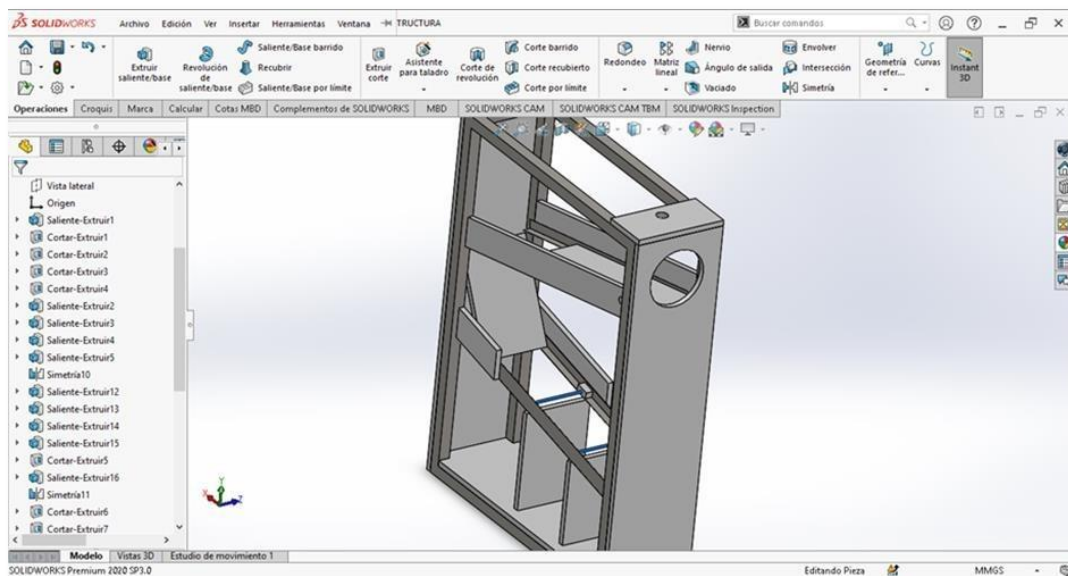 SOLIDWORKS Archivo Edición Ver Insertar Herramientas Ventana TRUCTURA Buscar comandos
Extruir saliente/base
Revolución de saliente/base
Saliente/Base barrido
Recubrir
Saliente/Base por límite
Extruir corte
Asistente para taladro
Corte de revolución
Corte barrido
Corte recubierto
Corte por límite
Redondeo
Matriz lineal
Nervio
Ángulo de salida
Vaciado
Envolver
Intersección
Simetría
Geometría de refer...
Curvas
Instant 3D
Operaciones Croquis Marca Calcular Cotas MBD Complementos de SOLIDWORKS MBD SOLIDWORKS CAM SOLIDWORKS CAM TBM SOLIDWORKS Inspection
Vista lateral
Origen
Saliente-Extruir1
Cortar-Extruir1
Cortar-Extruir2
Cortar-Extruir3
Cortar-Extruir4
Saliente-Extruir2
Saliente-Extruir3
Saliente-Extruir4
Saliente-Extruir5
Simetría10
Saliente-Extruir12
Saliente-Extruir13
Saliente-Extruir14
Saliente-Extruir15
Cortar-Extruir5
Saliente-Extruir16
Simetría11
Cortar-Extruir6
Cortar-Extruir7
Y
X
Z
Modelo Vistas 3D Estudio de movimiento 1
SOLIDWORKS Premium 2020 SP3.0 Editando Pieza MMGS